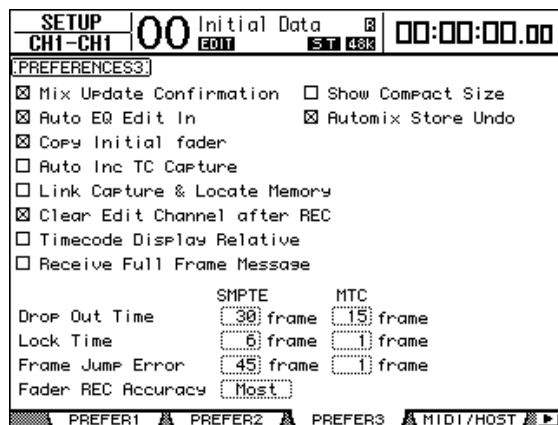 SETUP
CH1-CH1
00 Initial Data R
EDIT ST 48k
00:00:00.00
PREFERENCES3
Mix Update Confirmation
Show Compact Size
Auto EQ Edit In
Automix Store Undo
Copy Initial fader
Auto Inc TC Capture
Link Capture & Locate Memory
Clear Edit Channel after REC
Timecode Display Relative
Receive Full Frame Message
SMPTE MTC
Drop Out Time 30 frame 15 frame
Lock Time 6 frame 1 frame
Frame Jump Error 45 frame 1 frame
Fader REC Accuracy Most
PREFER1 PREFER2 PREFER3 MIDI/HOST